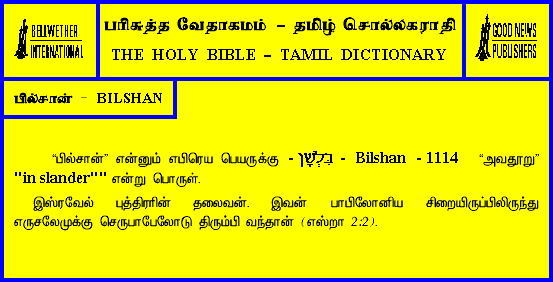 BELLWETHER
INTERNATIONAL
பரிசுத்த வேதாகமம் – தமிழ் சொல்லகராதி
THE HOLY BIBLE – TAMIL DICTIONARY
GOOD NEWS
PUBLISHERS
பில்சான் – BILSHAN
“பில்சான்” என்னும் எபிரெய பெயருக்கு - בִּלְשָׁן - Bilshan - 1114 “அவதூறு”
"in slander"" என்று பொருள்.
இஸ்ரவேல் புத்திரரின் தலைவன். இவன் பாபிலோனிய சிறையிருப்பிலிருந்து
எருசலேமுக்கு செருபாபேலோடு திரும்பி வந்தான் (எஸ்றா 2:2).